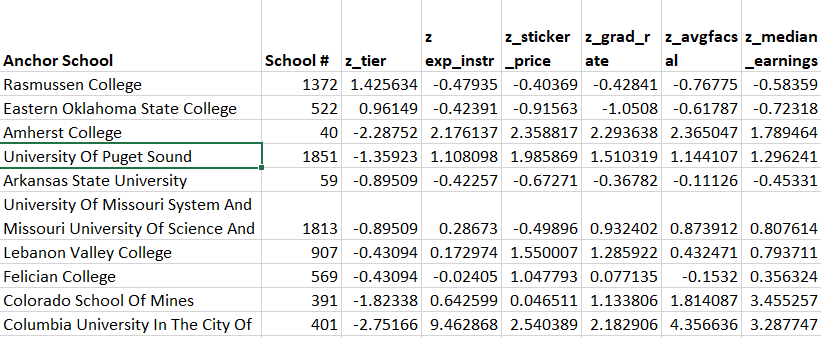 z z_sticker z_grad_r z_avgfacs z_median
Anchor School School # z_tier exp_instr _price ate al _earnings
Rasmussen College 1372 1.425634 -0.47935 -0.40369 -0.42841 -0.76775 -0.58359
Eastern Oklahoma State College 522 0.96149 -0.42391 -0.91563 -1.0508 -0.61787 -0.72318
Amherst College 40 -2.28752 2.176137 2.358817 2.293638 2.365047 1.789464
University Of Puget Sound 1851 -1.35923 1.108098 1.985869 1.510319 1.144107 1.296241
Arkansas State University 59 -0.89509 -0.42257 -0.67271 -0.36782 -0.11126 -0.45331
University Of Missouri System And
Missouri University Of Science And 1813 -0.89509 0.28673 -0.49896 0.932402 0.873912 0.807614
Lebanon Valley College 907 -0.43094 0.172974 1.550007 1.285922 0.432471 0.793711
Felician College 569 -0.43094 -0.02405 1.047793 0.077135 -0.1532 0.356324
Colorado School Of Mines 391 -1.82338 0.642599 0.046511 1.133806 1.814087 3.455257
Columbia University In The City Of 401 -2.75166 9.462868 2.540389 2.182906 4.356636 3.287747